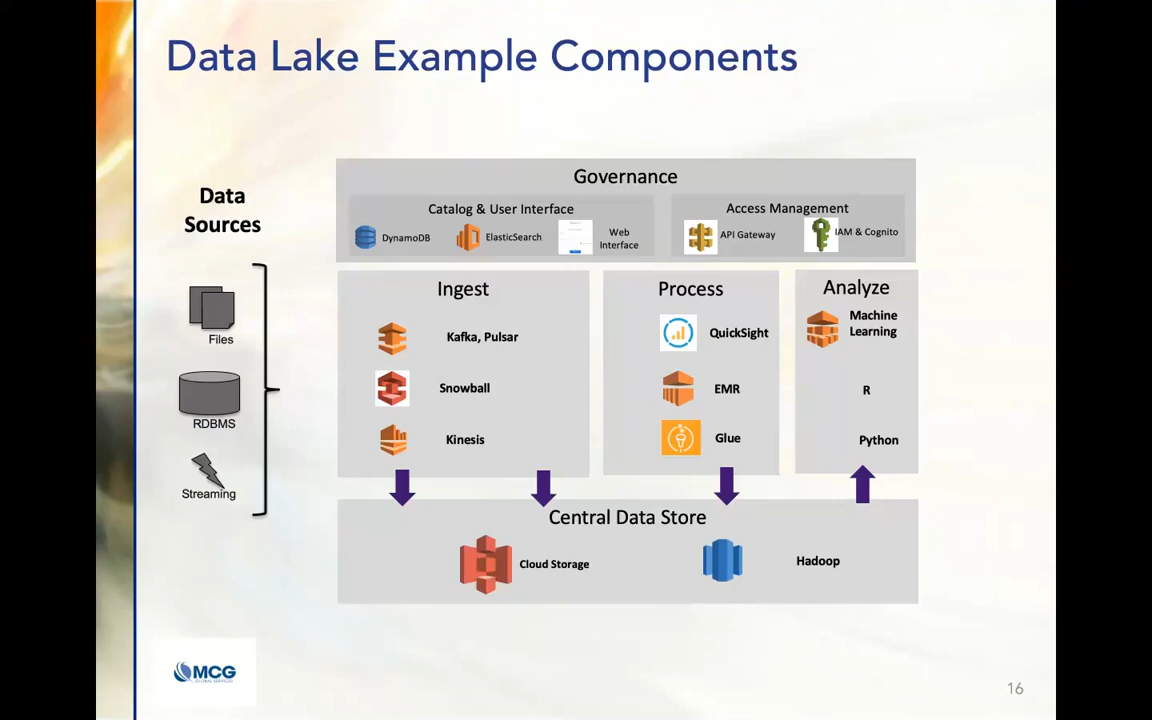 Data Lake Example Components
Data
Sources
Files
RDBMS
Streaming
Governance
Catalog & User Interface
DynamoDB
ElasticSearch
Web
Interface
Access Management
API Gateway
IAM & Cognito
Ingest
Kafka, Pulsar
Snowball
Kinesis
Process
QuickSight
EMR
Glue
Analyze
Machine
Learning
R
Python
Central Data Store
Cloud Storage
Hadoop
MCG
GLOBAL SERVICES
16